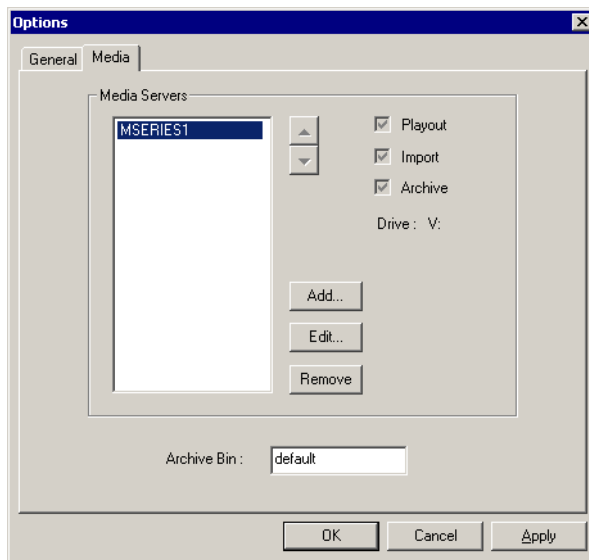 Options
General Media
Media Servers
MSERIES1
Playout
Import
Archive
Drive : V:
Add...
Edit...
Remove
Archive Bin : default
OK Cancel Apply